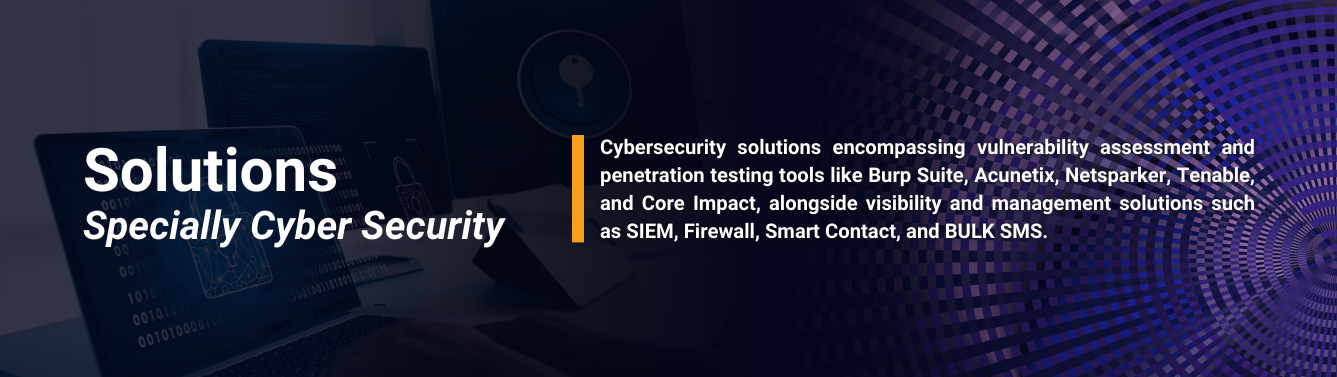 Solutions
Specially Cyber Security
Cybersecurity solutions encompassing vulnerability assessment and
penetration testing tools like Burp Suite, Acunetix, Netsparker, Tenable,
and Core Impact, alongside visibility and management solutions such
as SIEM, Firewall, Smart Contact, and BULK SMS.